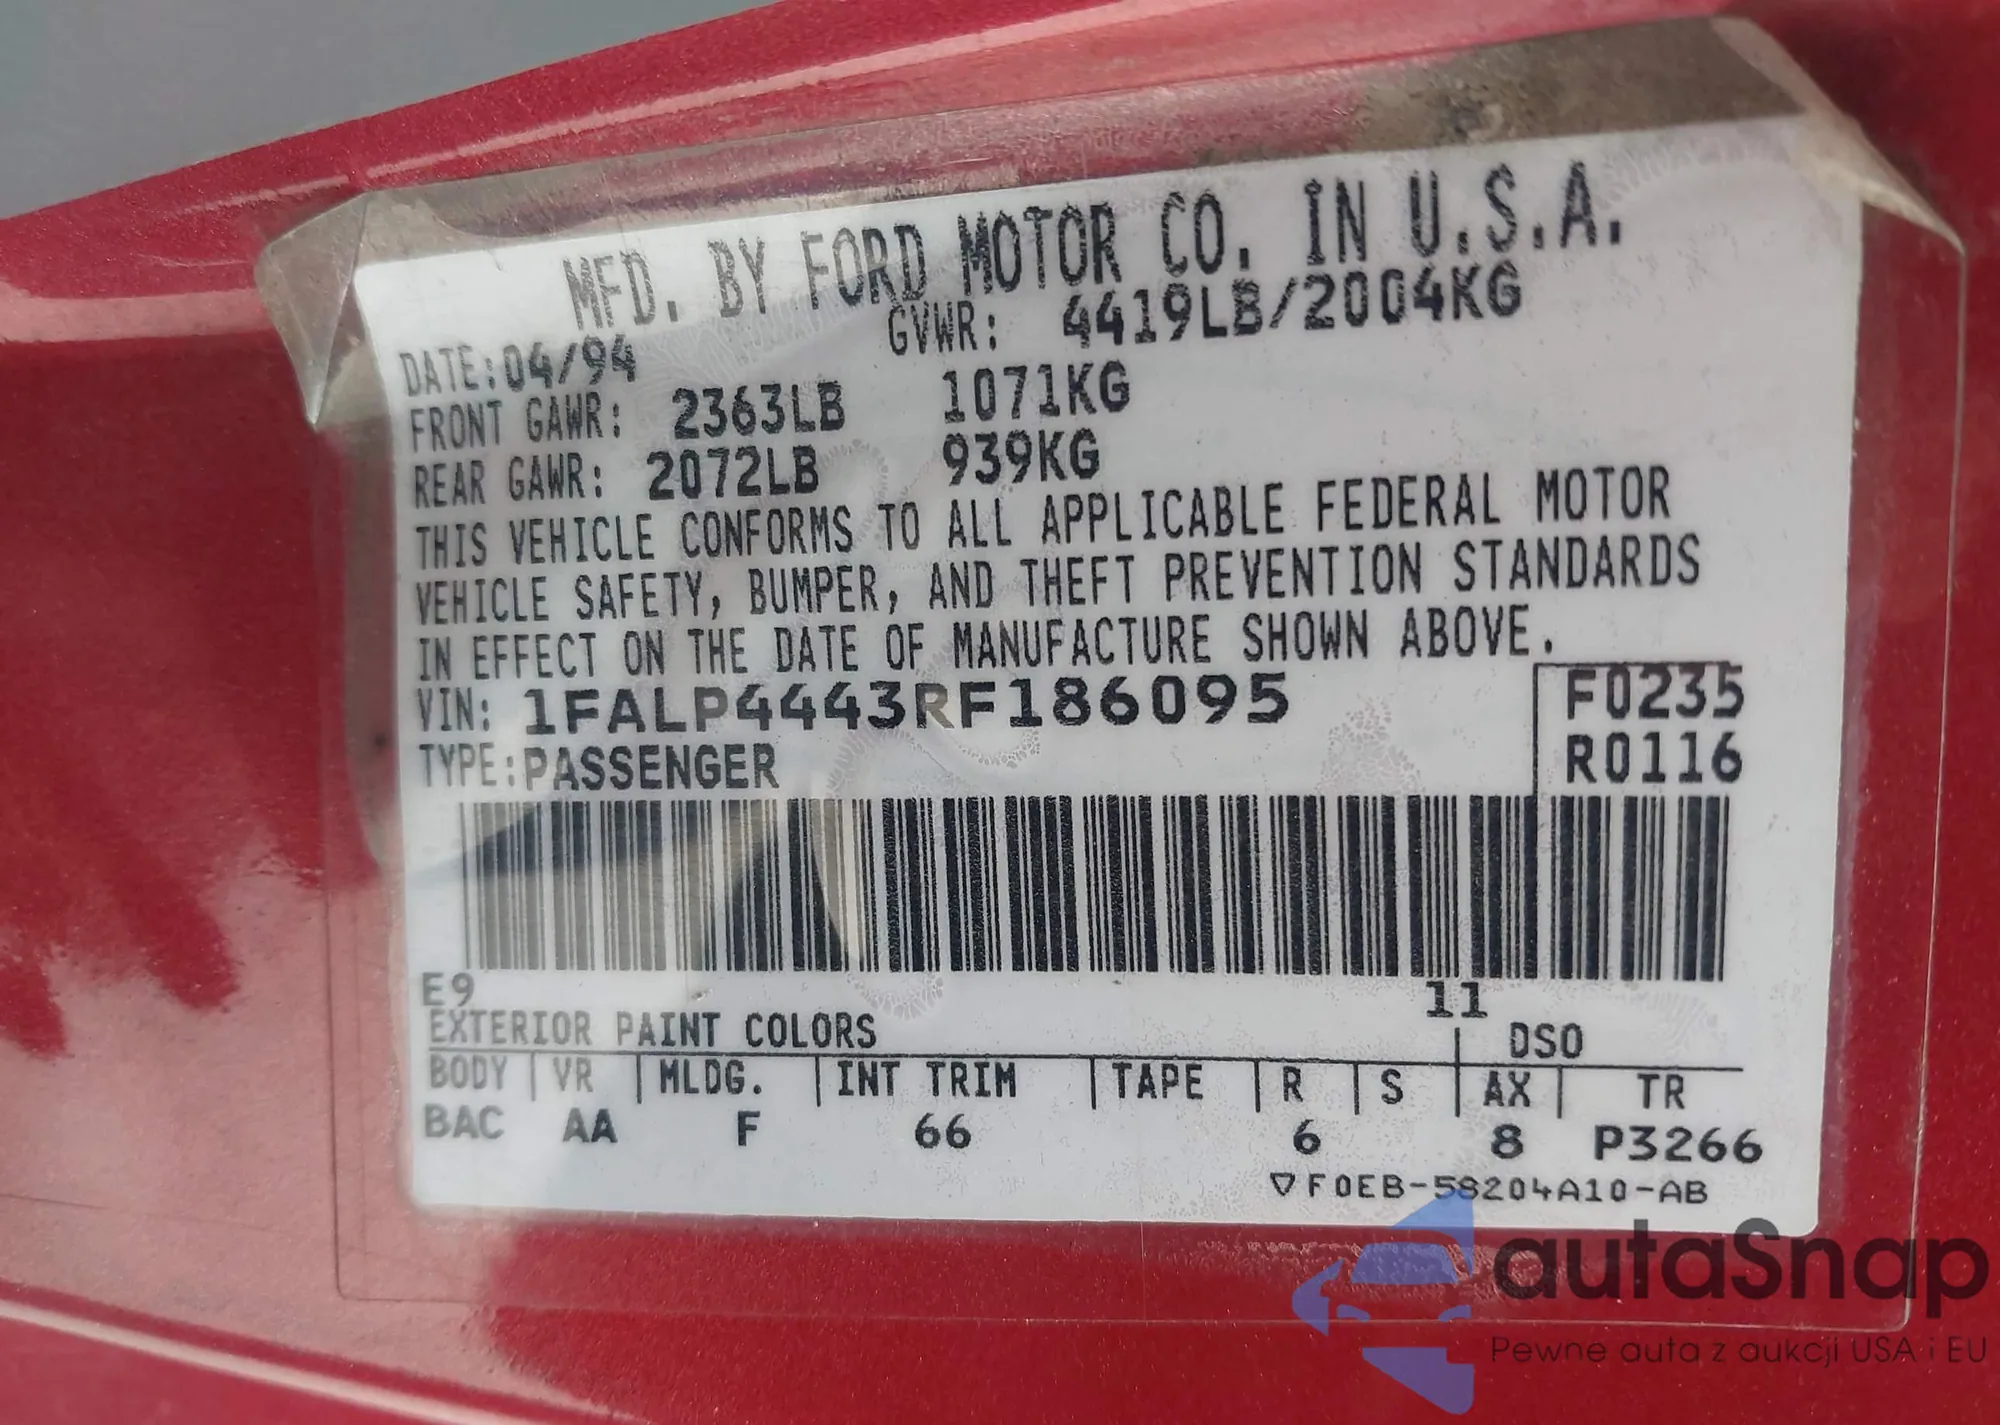 MFD. BY FORD MOTOR CO. IN U.S.A.
DATE:04/94 GVWR: 4419LB/2004KG
FRONT GAWR: 2363LB 1071KG
REAR GAWR: 2072LB 939KG
THIS VEHICLE CONFORMS TO ALL APPLICABLE FEDERAL MOTOR
VEHICLE SAFETY, BUMPER, AND THEFT PREVENTION STANDARDS
IN EFFECT ON THE DATE OF MANUFACTURE SHOWN ABOVE.
VIN: 1FALP4443RF186095 F0235
TYPE:PASSENGER R0116
E9 11
EXTERIOR PAINT COLORS DSO
BODY VR MLDG. INT TRIM TAPE R S AX TR
BAC AA F 66 6 8 P3266
▽F0EB-5S204A10-AB
autaSnap
Pewne auta z aukcji USA i EU